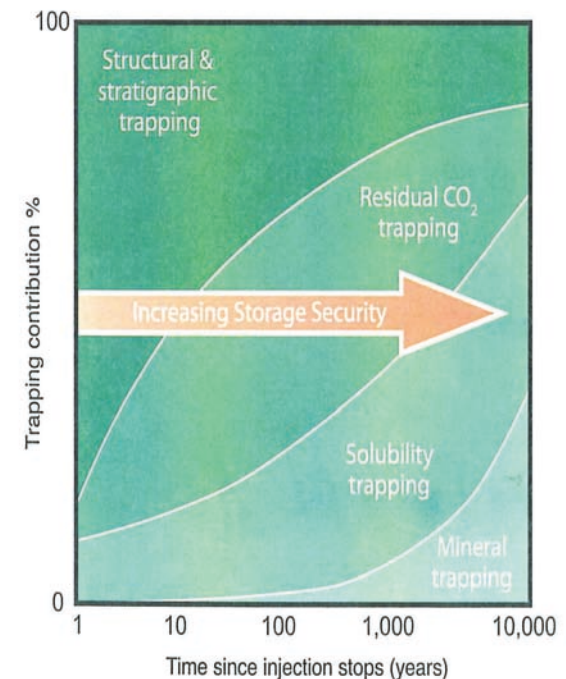 100
Structural &
stratigraphic
trapping
Residual CO₂
trapping
Increasing Storage Security
Solubility
trapping
Mineral
trapping
0
1 10 100 1,000 10,000
Time since injection stops (years)
Trapping contribution %